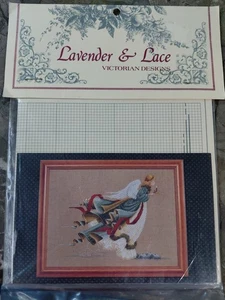 Lavender & Lace
VICTORIAN DESIGNS